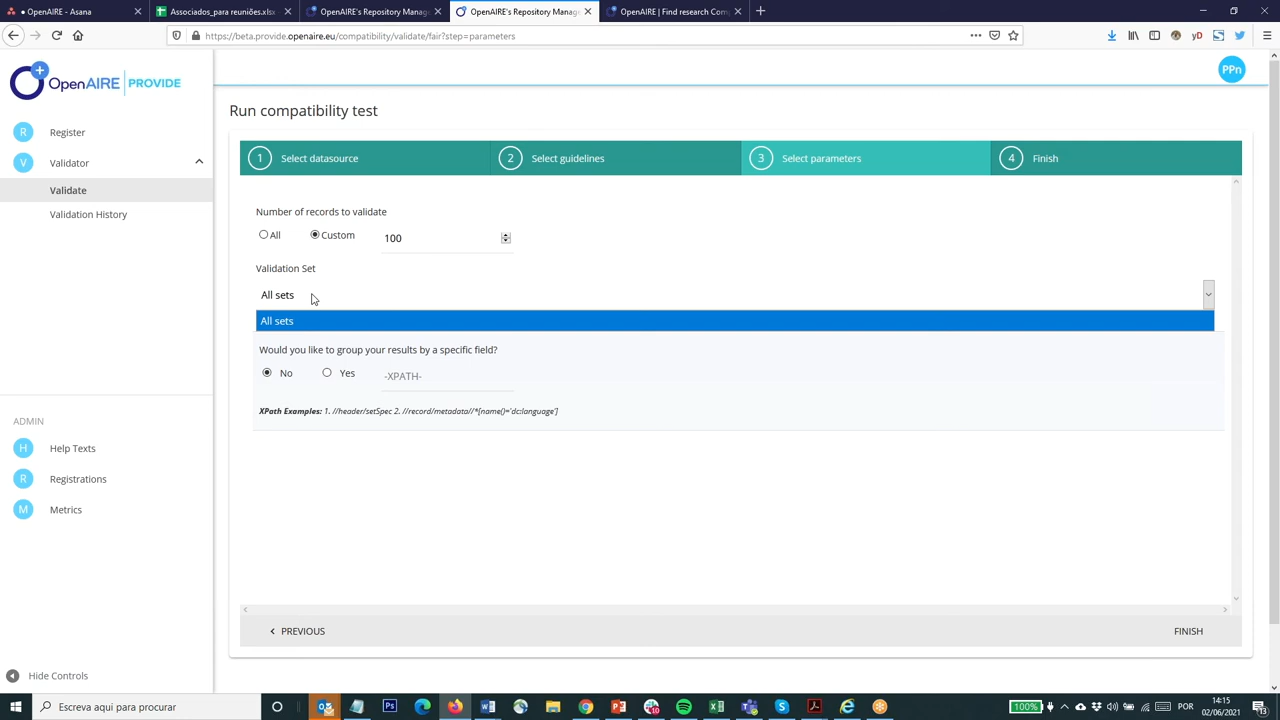 ● OpenAIRE - Asana
Associados_para reuniões.xlsx
OpenAIRE's Repository Manag
OpenAIRE's Repository Manag
OpenAIRE | Find research Comp
https://beta.provide.openaire.eu/compatibility/validate/fair?step=parameters
yD
OpenAIRE PROVIDE
PPn
R Register
V Validator
Validate
Validation History
ADMIN
H Help Texts
R Registrations
M Metrics
Hide Controls
Run compatibility test
1 Select datasource
2 Select guidelines
3 Select parameters
4 Finish
Number of records to validate
All
Custom
100
Validation Set
All sets
All sets
Would you like to group your results by a specific field?
No
Yes
-XPATH-
XPath Examples: 1. //header/setSpec 2. //record/metadata//*[name()='dc:language']
< PREVIOUS
FINISH
Escreva aqui para procurar
100%
POR
14:15
02/06/2021